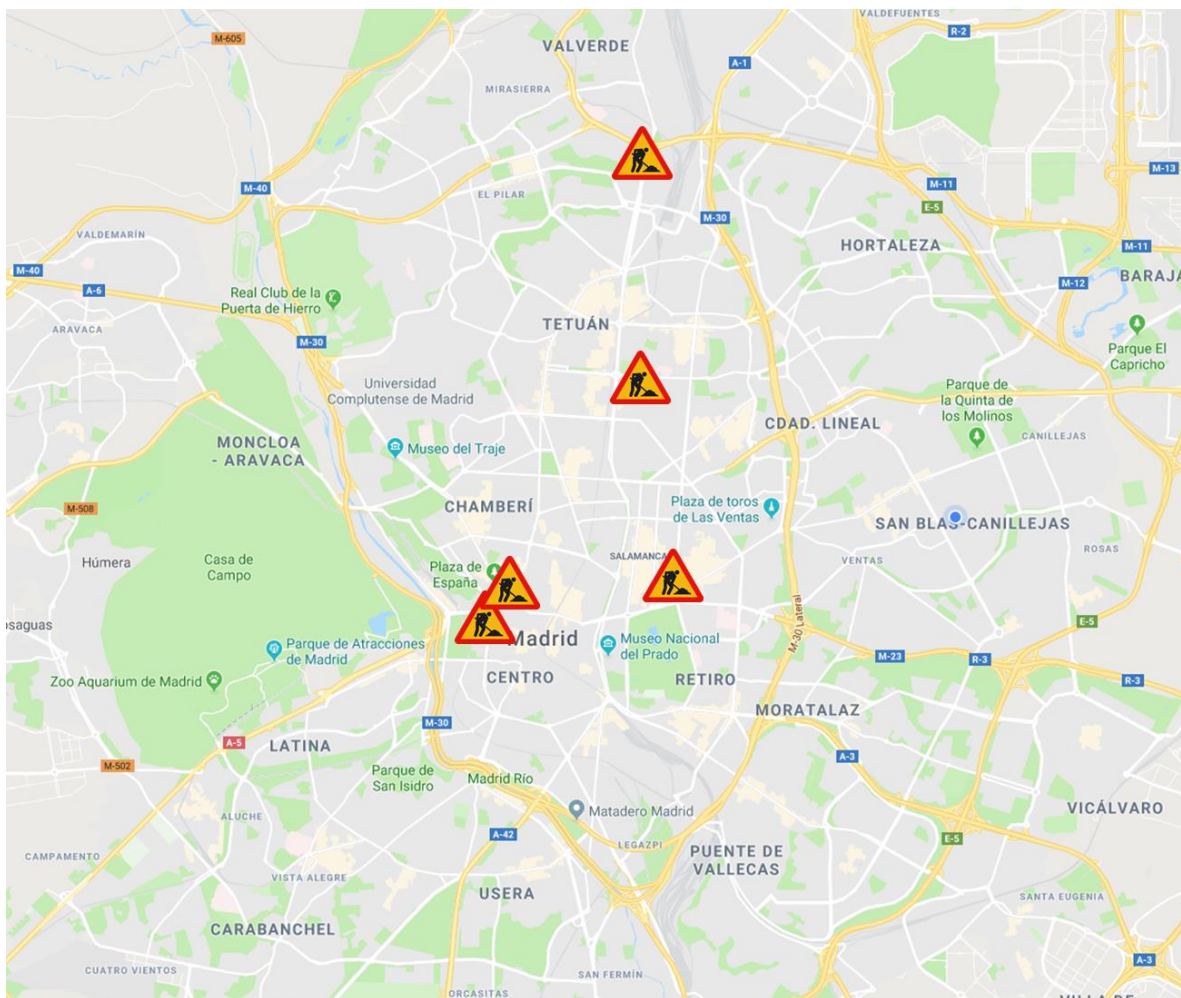 VALDEFUENTES
M-605
R-2
VALVERDE
A-1
MIRASIERRA
M-13
M-40
M-11
EL PILAR
E-5
M-30
VALDEMARÍN
HORTALEZA
M-11
M-40
BARAJA
A-6
M-12
Real Club de la
Puerta de Hierro
TETUÁN
ARAVACA
M-30
Parque El
Capricho
Universidad
Complutense de Madrid
Parque de
la Quinta de
los Molinos
CDAD. LINEAL
MONCLOA
- ARAVACA
CANILLEJAS
Museo del Traje
CHAMBERÍ
Plaza de toros
de Las Ventas
M-508
SAN BLAS-CANILLEJAS
ROSAS
SALAMANCA
Húmera
Casa de
Campo
VENTAS
Plaza de
España
M-30 Lateral
osaguas
E-5
Madrid
Parque de Atracciones
de Madrid
Museo Nacional
del Prado
M-23
R-3
Zoo Aquarium de Madrid
CENTRO
RETIRO
R-3
MORATALAZ
M-30
A-5
LATINA
A-3
M-502
Parque de
San Isidro
Madrid Río
VICÁLVARO
ALUCHE
Matadero Madrid
A-42
E-5
LEGAZPI
PUENTE DE
VALLECAS
CAMPAMENTO
VISTA ALEGRE
USERA
SANTA EUGENIA
CARABANCHEL
A-3
CUATRO VIENTOS
SAN FERMÍN
ORCASITAS
VILLA DE